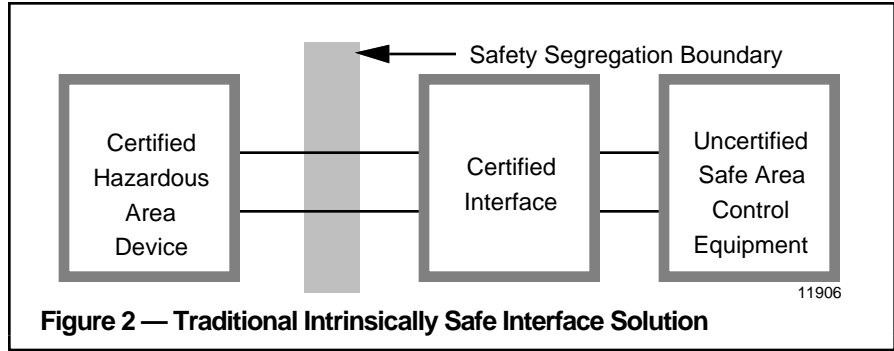 Safety Segregation Boundary
Certified
Hazardous
Area
Device
Certified
Interface
Uncertified
Safe Area
Control
Equipment
11906
Figure 2 — Traditional Intrinsically Safe Interface Solution